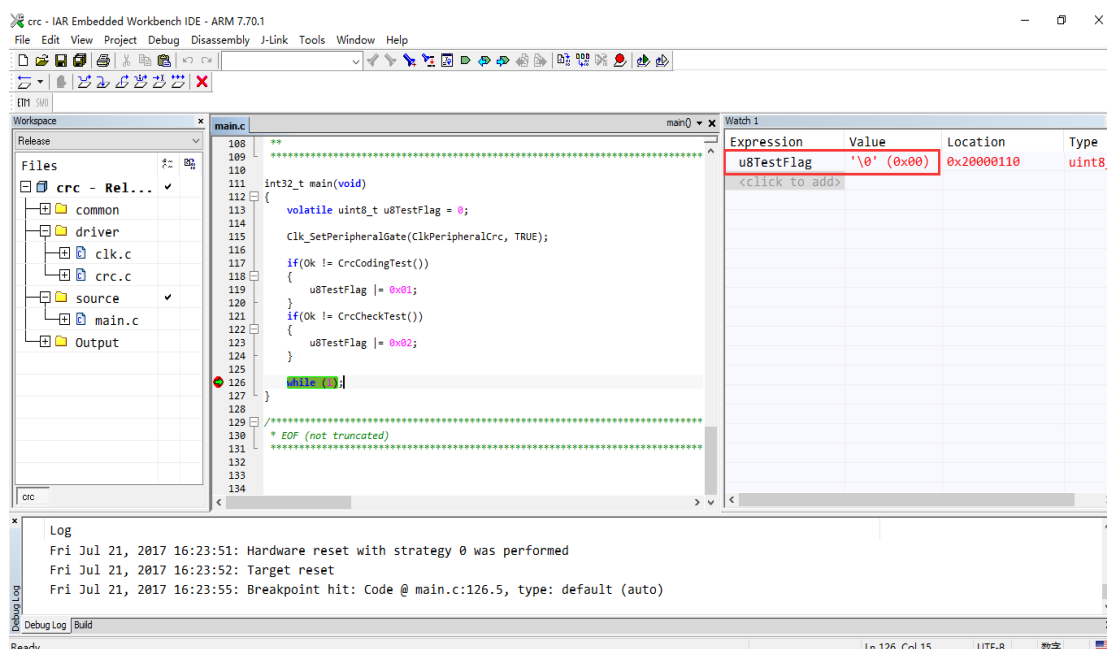 crc - IAR Embedded Workbench IDE - ARM 7.70.1
File Edit View Project Debug Disassembly J-Link Tools Window Help
ETM SWO
Workspace
Release
Files
crc - Rel...
common
driver
clk.c
crc.c
source
main.c
Output
crc
main.c
main()
108 **
109 ******************************************************************************
110
111 int32_t main(void)
112 {
113 volatile uint8_t u8TestFlag = 0;
114
115 Clk_SetPeripheralGate(ClkPeripheralCrc, TRUE);
116
117 if(Ok != CrcCodingTest())
118 {
119 u8TestFlag |= 0x01;
120 }
121 if(Ok != CrcCheckTest())
122 {
123 u8TestFlag |= 0x02;
124 }
125
126 while (1);
127 }
128
129 /******************************************************************************
130 * EOF (not truncated)
131 ******************************************************************************
132
133
134
Watch 1
Expression Value Location Type
u8TestFlag '\0' (0x00) 0x20000110 uint8_
<click to add>
Log
Fri Jul 21, 2017 16:23:51: Hardware reset with strategy 0 was performed
Fri Jul 21, 2017 16:23:52: Target reset
Fri Jul 21, 2017 16:23:55: Breakpoint hit: Code @ main.c:126.5, type: default (auto)
Debug Log
Debug Log Build
Ready
Ln 126, Col 15 UTF-8 数字